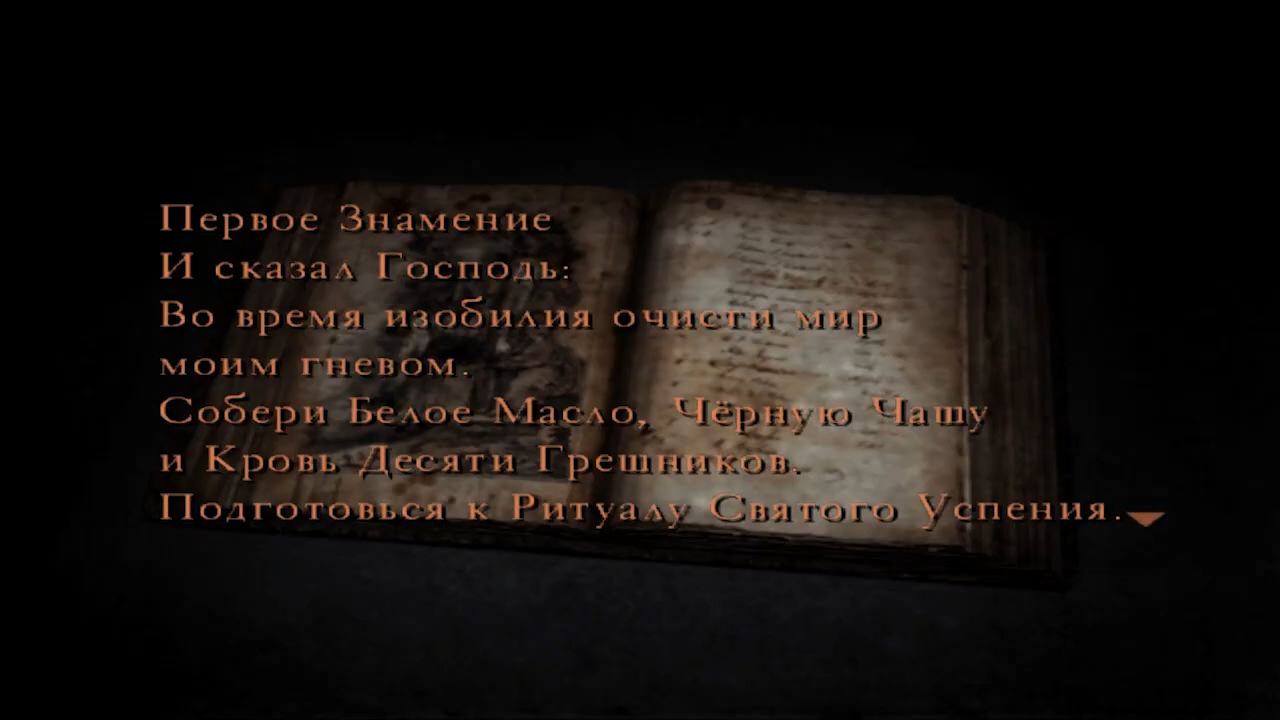 Первое Знамение
И сказал Господь:
Во время изобилия очисти мир
моим гневом.
Собери Белое Масло, Чёрную Чашу
и Кровь Десяти Грешников.
Подготовься к Ритуалу Святого Успения.